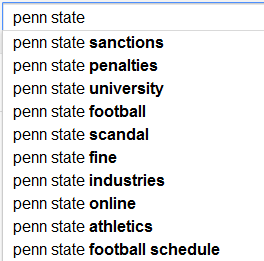 penn state
penn state sanctions
penn state penalties
penn state university
penn state football
penn state scandal
penn state fine
penn state industries
penn state online
penn state athletics
penn state football schedule